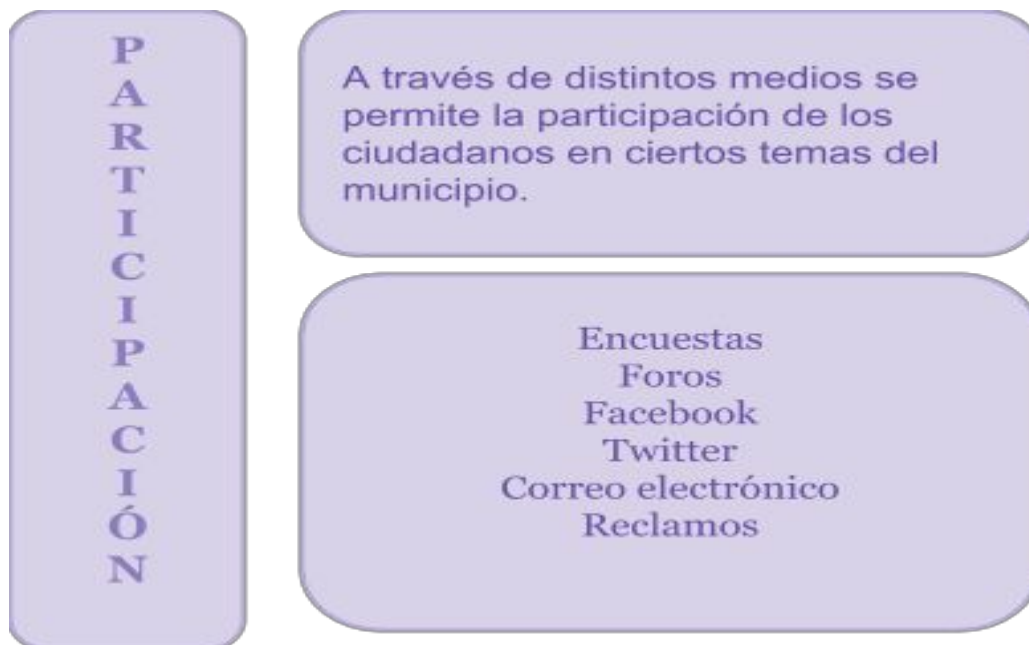 PARTICIPACIÓN
A través de distintos medios se
permite la participación de los
ciudadanos en ciertos temas del
municipio.
Encuestas
Foros
Facebook
Twitter
Correo electrónico
Reclamos